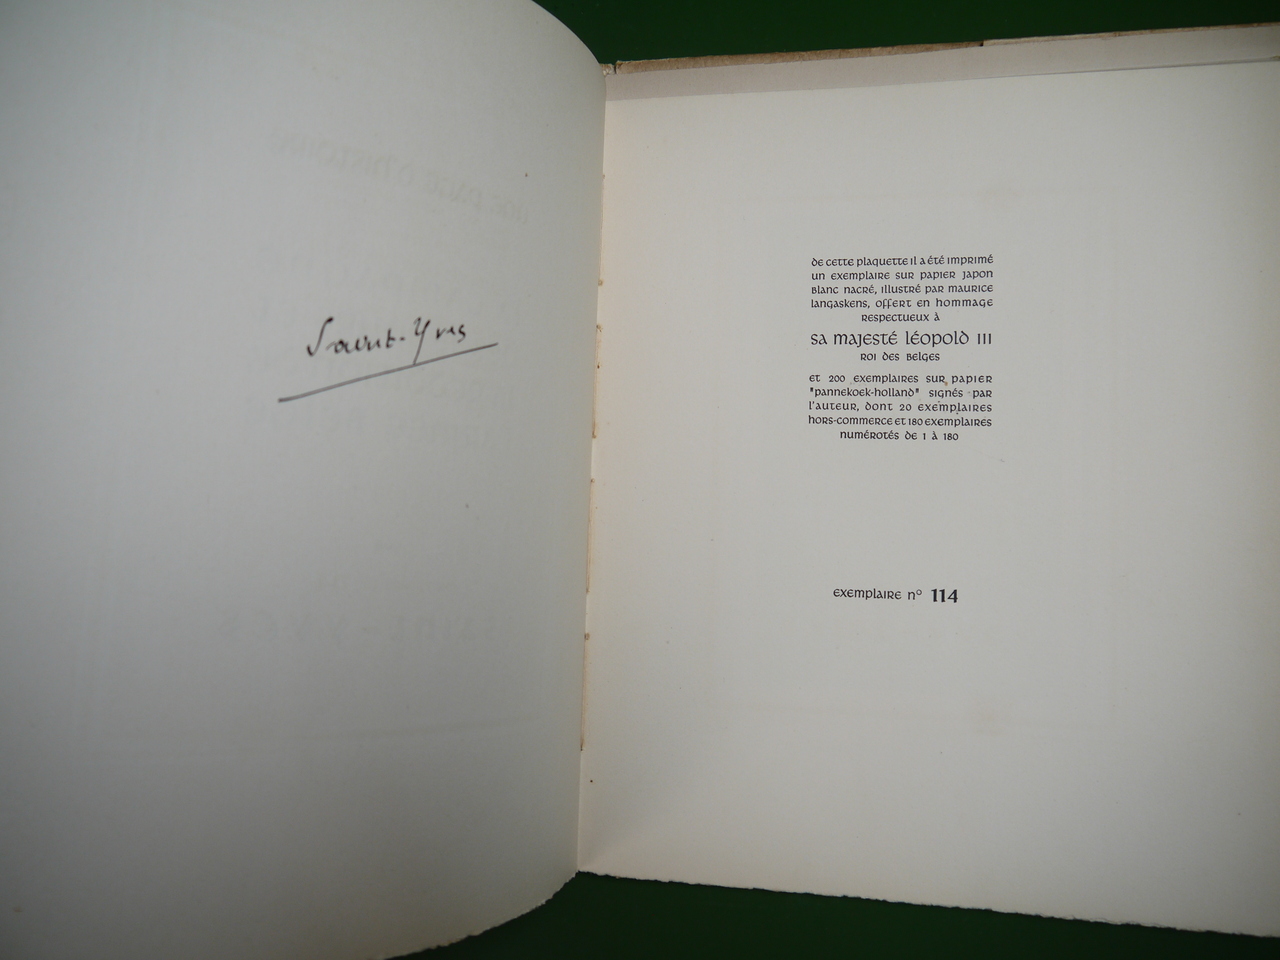 Saint-Yves
de cette plaquette il a été imprimé
un exemplaire sur papier japon
blanc nacré, illustré par maurice
langaskens, offert en hommage
respectueux à
sa majesté léopold III
roi des belges
et 200 exemplaires sur papier
"pannekoek-holland" signés par
l'auteur, dont 20 exemplaires
hors-commerce et 180 exemplaires
numérotés de 1 à 180
exemplaire nº 114